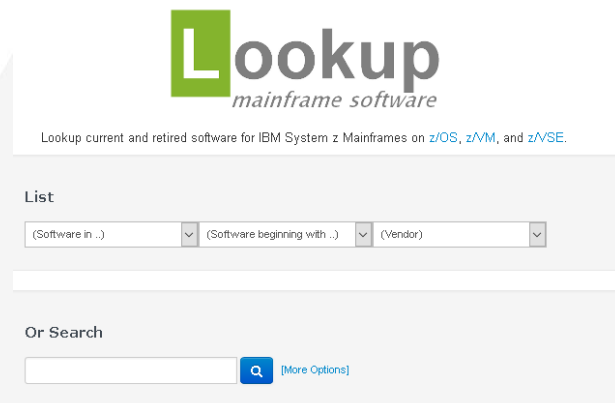 Lookup
mainframe software
Lookup current and retired software for IBM System z Mainframes on z/OS, z/VM, and z/VSE.
List
(Software in ..) (Software beginning with ..) (Vendor)
Or Search
[More Options]